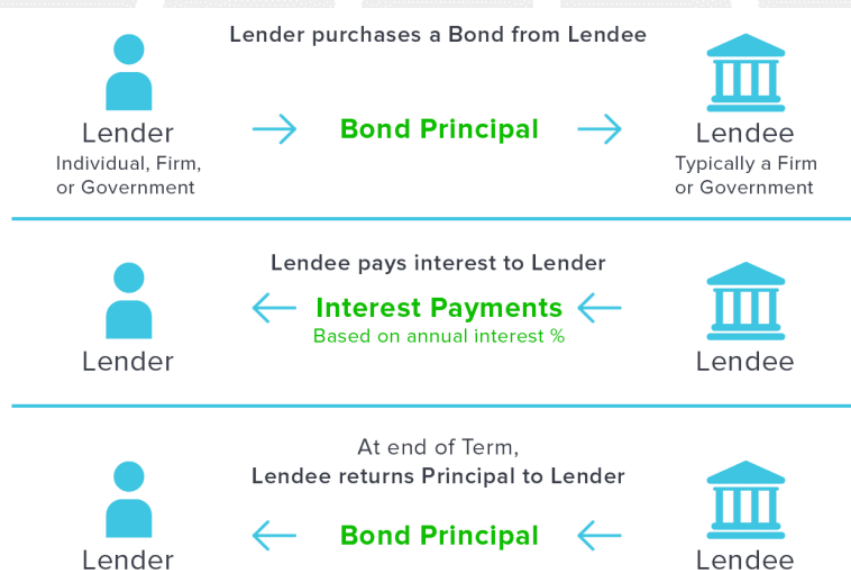 Lender purchases a Bond from Lendee
Lender
Bond Principal
Lendee
Individual, Firm,
or Government
Typically a Firm
or Government
Lendee pays interest to Lender
Interest Payments
Based on annual interest %
Lender
Lendee
At end of Term,
Lendee returns Principal to Lender
Bond Principal
Lender
Lendee